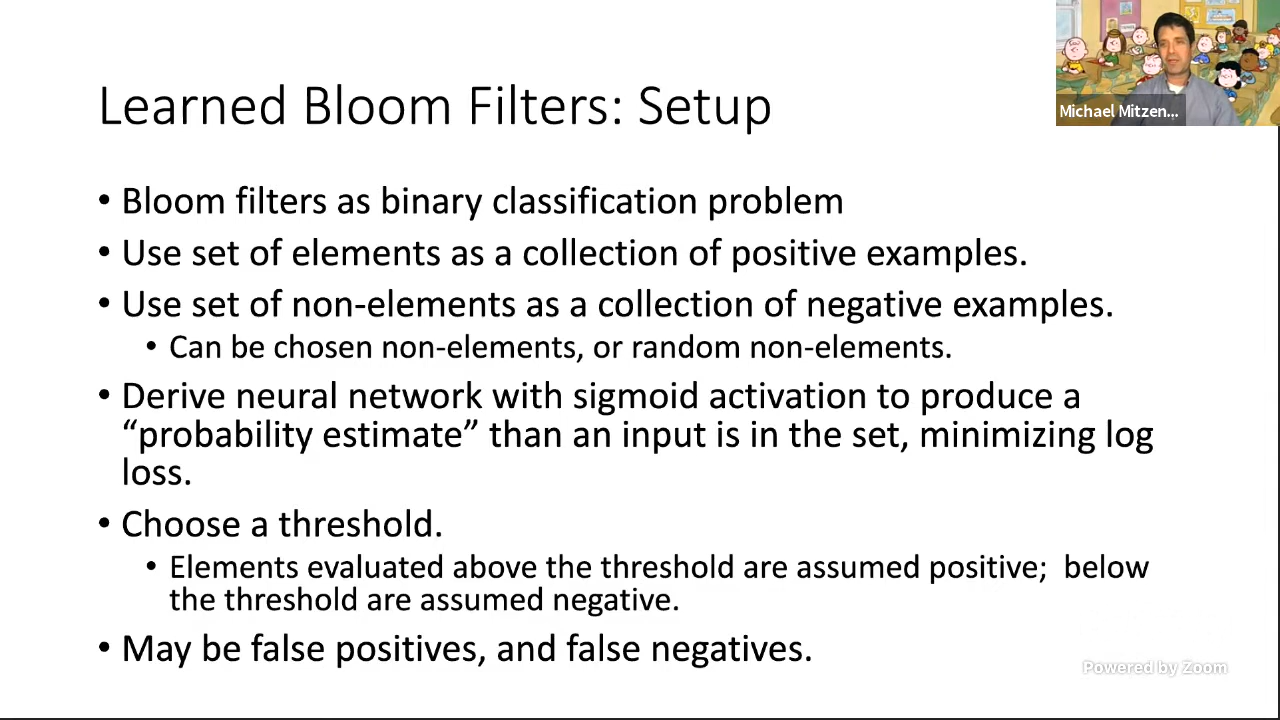 Learned Bloom Filters: Setup
Michael Mitzen...
• Bloom filters as binary classification problem
• Use set of elements as a collection of positive examples.
• Use set of non-elements as a collection of negative examples.
• Can be chosen non-elements, or random non-elements.
• Derive neural network with sigmoid activation to produce a
“probability estimate” than an input is in the set, minimizing log
loss.
• Choose a threshold.
• Elements evaluated above the threshold are assumed positive;  below
the threshold are assumed negative.
• May be false positives, and false negatives.
Powered by Zoom